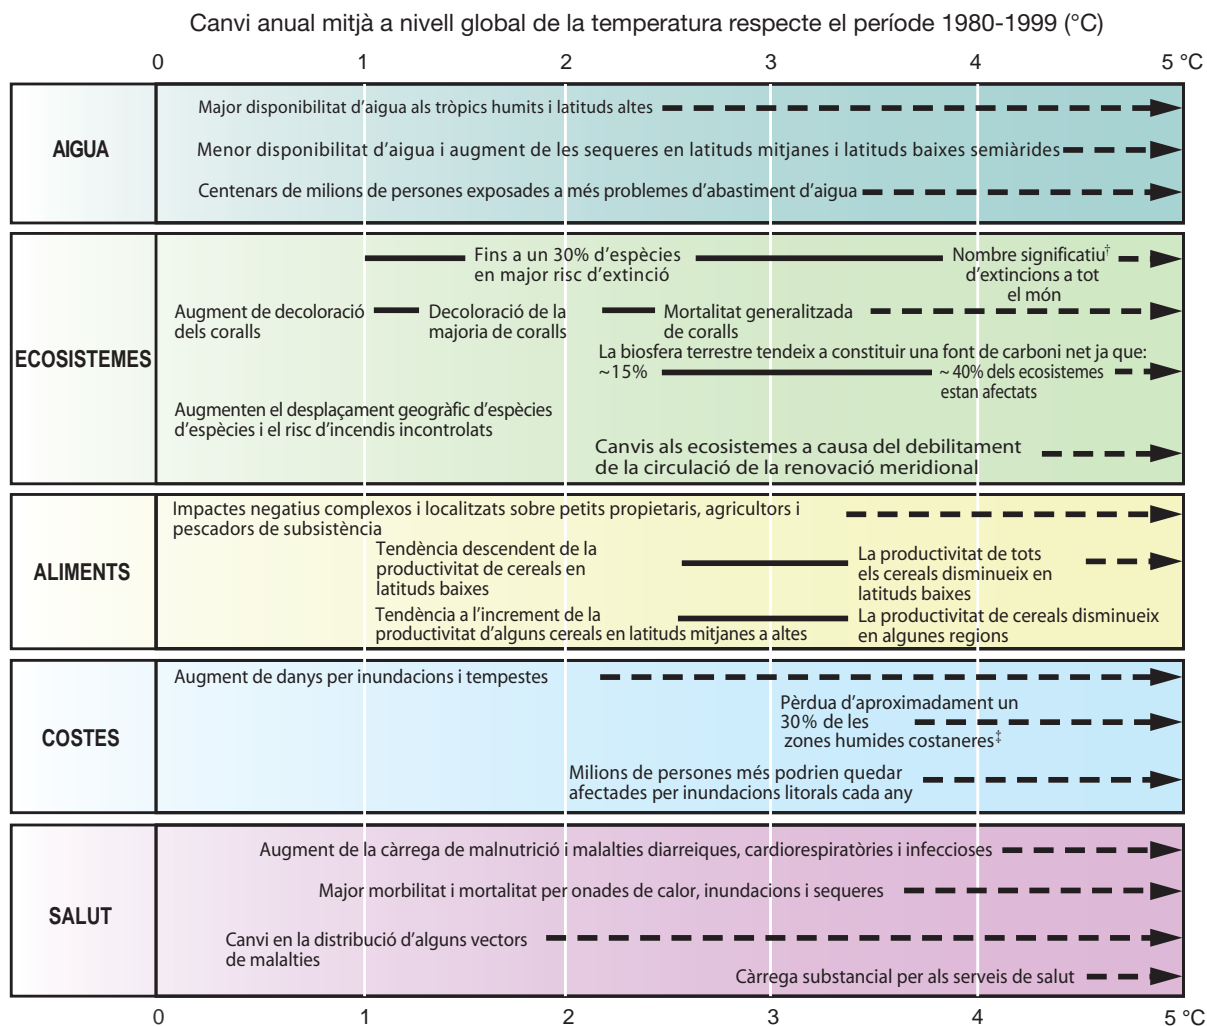 Canvi anual mitjà a nivell global de la temperatura respecte el període 1980-1999 (°C)
0 1 2 3 4 5 °C
AIGUA
Major disponibilitat d'aigua als tròpics humits i latituds altes
Menor disponibilitat d'aigua i augment de les sequeres en latituds mitjanes i latituds baixes semiàrides
Centenars de milions de persones exposades a més problemes d'abastiment d'aigua
ECOSISTEMES
Fins a un 30% d'espècies
en major risc d'extinció
Nombre significatiu†
d'extincions a tot
el món
Augment de decoloració
dels coralls
Decoloració de la
majoria de coralls
Mortalitat generalitzada
de coralls
La biosfera terrestre tendeix a constituir una font de carboni net ja que:
~15%
~ 40% dels ecosistemes
estan afectats
Augmenten el desplaçament geogràfic d'espècies
d'espècies i el risc d'incendis incontrolats
Canvis als ecosistemes a causa del debilitament
de la circulació de la renovació meridional
ALIMENTS
Impactes negatius complexos i localitzats sobre petits propietaris, agricultors i
pescadors de subsistència
Tendència descendent de la
productivitat de cereals en
latituds baixes
La productivitat de tots
els cereals disminueix en
latituds baixes
Tendència a l'increment de la
productivitat d'alguns cereals en latituds mitjanes a altes
La productivitat de cereals disminueix
en algunes regions
COSTES
Augment de danys per inundacions i tempestes
Pèrdua d'aproximadament un
30% de les
zones humides costaneres‡
Milions de persones més podrien quedar
afectades per inundacions litorals cada any
SALUT
Augment de la càrrega de malnutrició i malalties diarreiques, cardiorespiratòries i infeccioses
Major morbilitat i mortalitat per onades de calor, inundacions i sequeres
Canvi en la distribució d'alguns vectors
de malalties
Càrrega substancial per als serveis de salut
0 1 2 3 4 5 °C